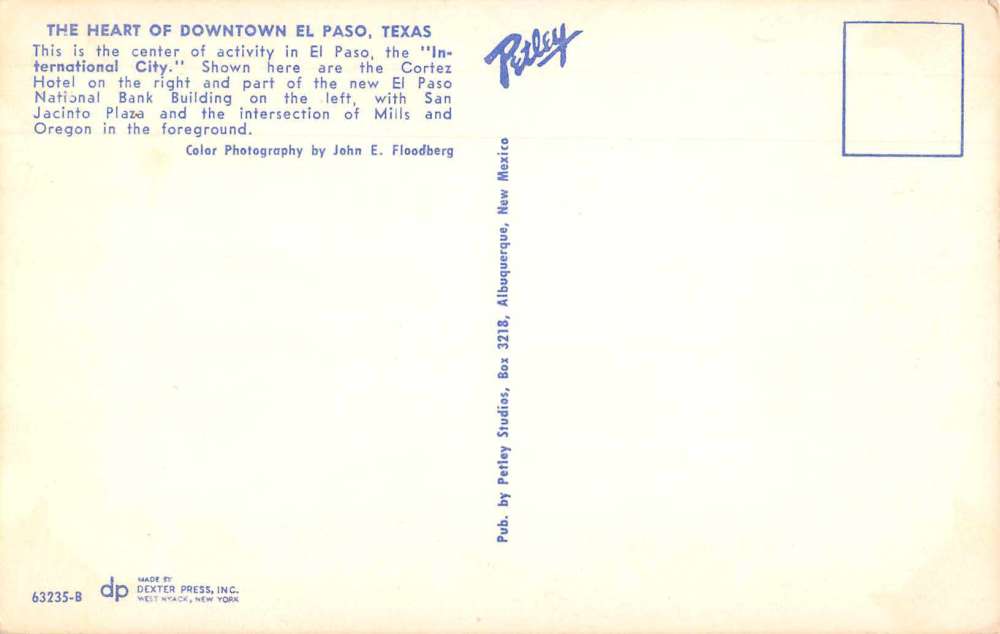 THE HEART OF DOWNTOWN EL PASO, TEXAS
This is the center of activity in El Paso, the "In-
ternational City." Shown here are the Cortez
Hotel on the right and part of the new El Paso
National Bank Building on the left, with San
Jacinto Plaza and the intersection of Mills and
Oregon in the foreground.
Color Photography by John E. Floodberg
Petley
Pub. by Petley Studios, Box 3218, Albuquerque, New Mexico
63235-B
dp
MADE BY
DEXTER PRESS, INC.
WEST NYACK, NEW YORK